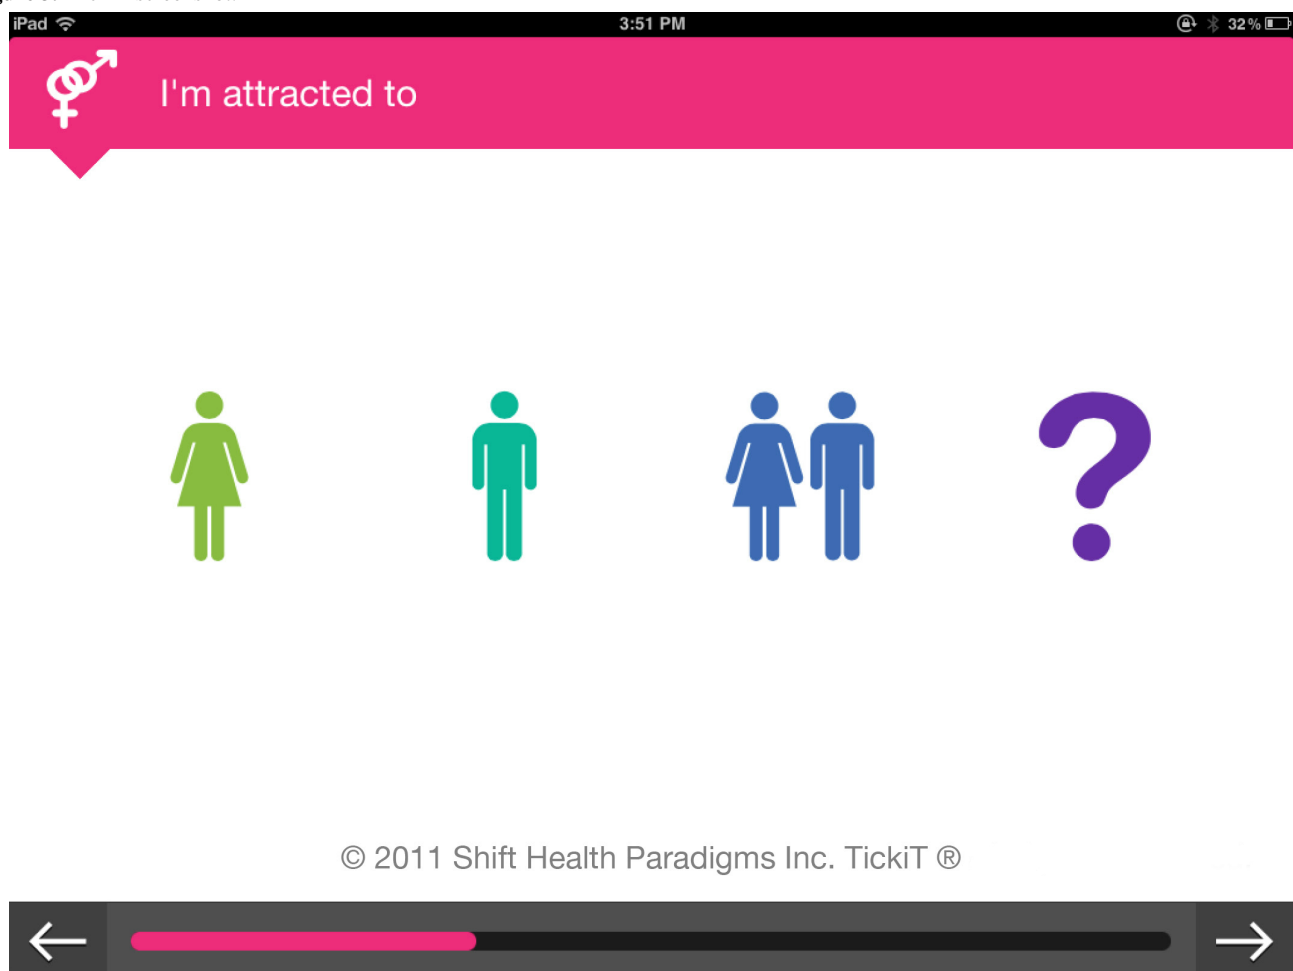 iPad 3:51 PM 32%
I'm attracted to
?
© 2011 Shift Health Paradigms Inc. TickiT ®